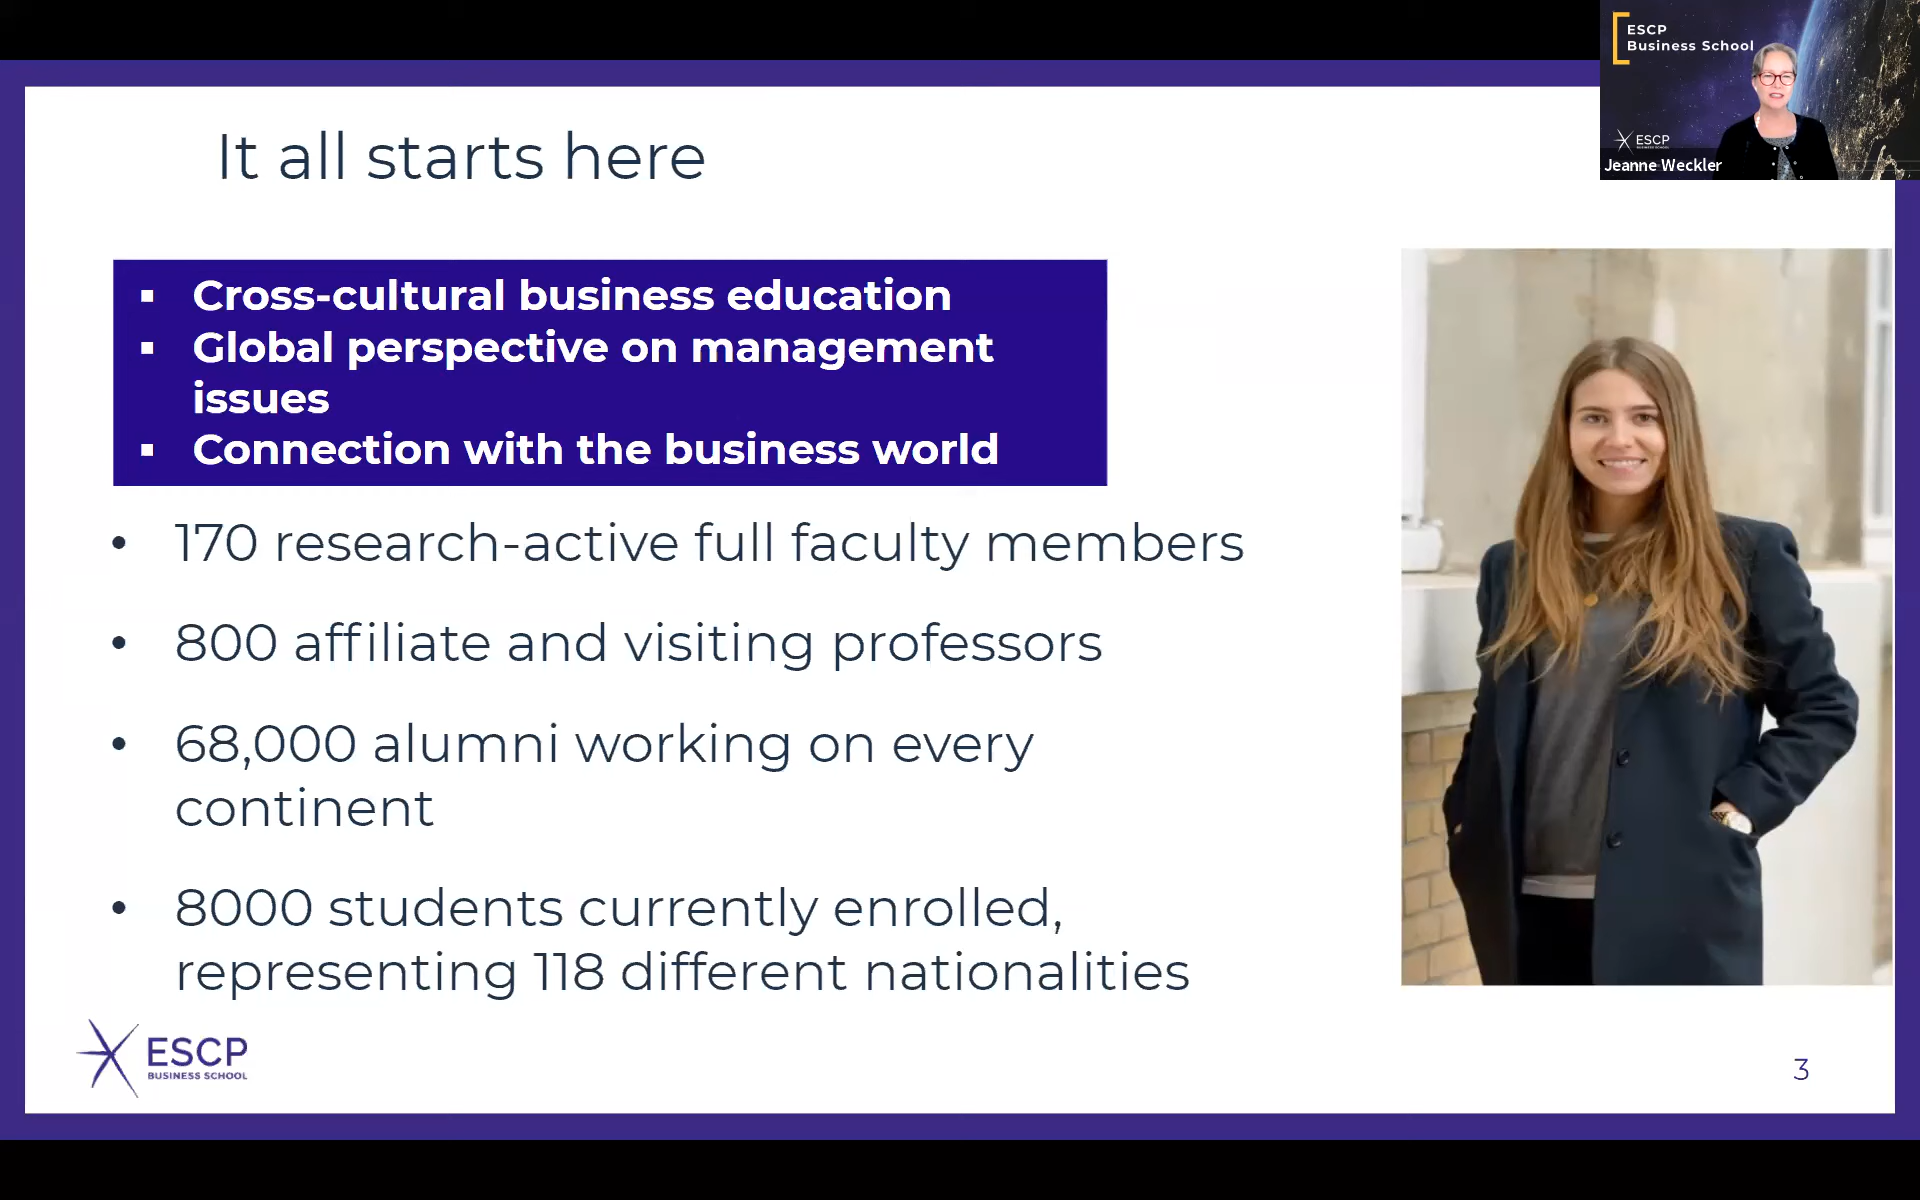 ESCP
Business School
ESCP
BUSINESS SCHOOL
Jeanne Weckler
It all starts here
▪ Cross-cultural business education
▪ Global perspective on management
issues
▪ Connection with the business world
• 170 research-active full faculty members
• 800 affiliate and visiting professors
• 68,000 alumni working on every
continent
• 8000 students currently enrolled,
representing 118 different nationalities
ESCP
BUSINESS SCHOOL
3